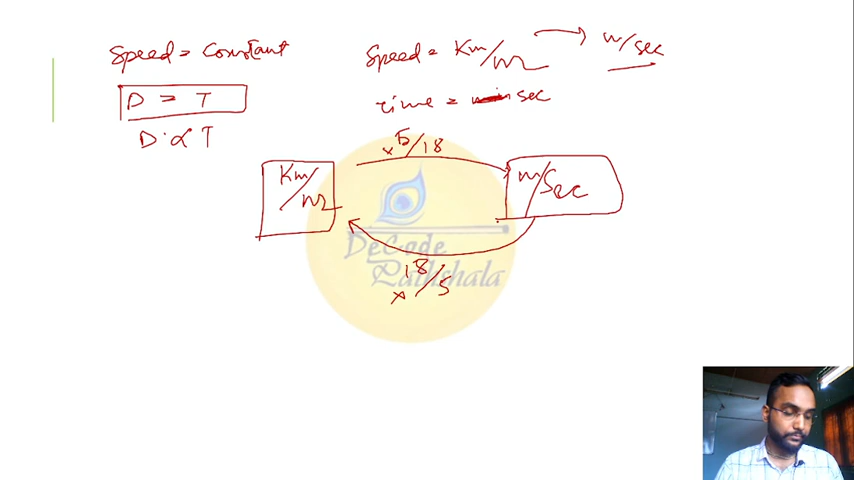 Speed = Constant
D = T
D ∝ T
Speed = Km/hr → m/sec
Time = sec
Km/hr
× 5/18
m/Sec
× 18/5
DeCode
Pathshala